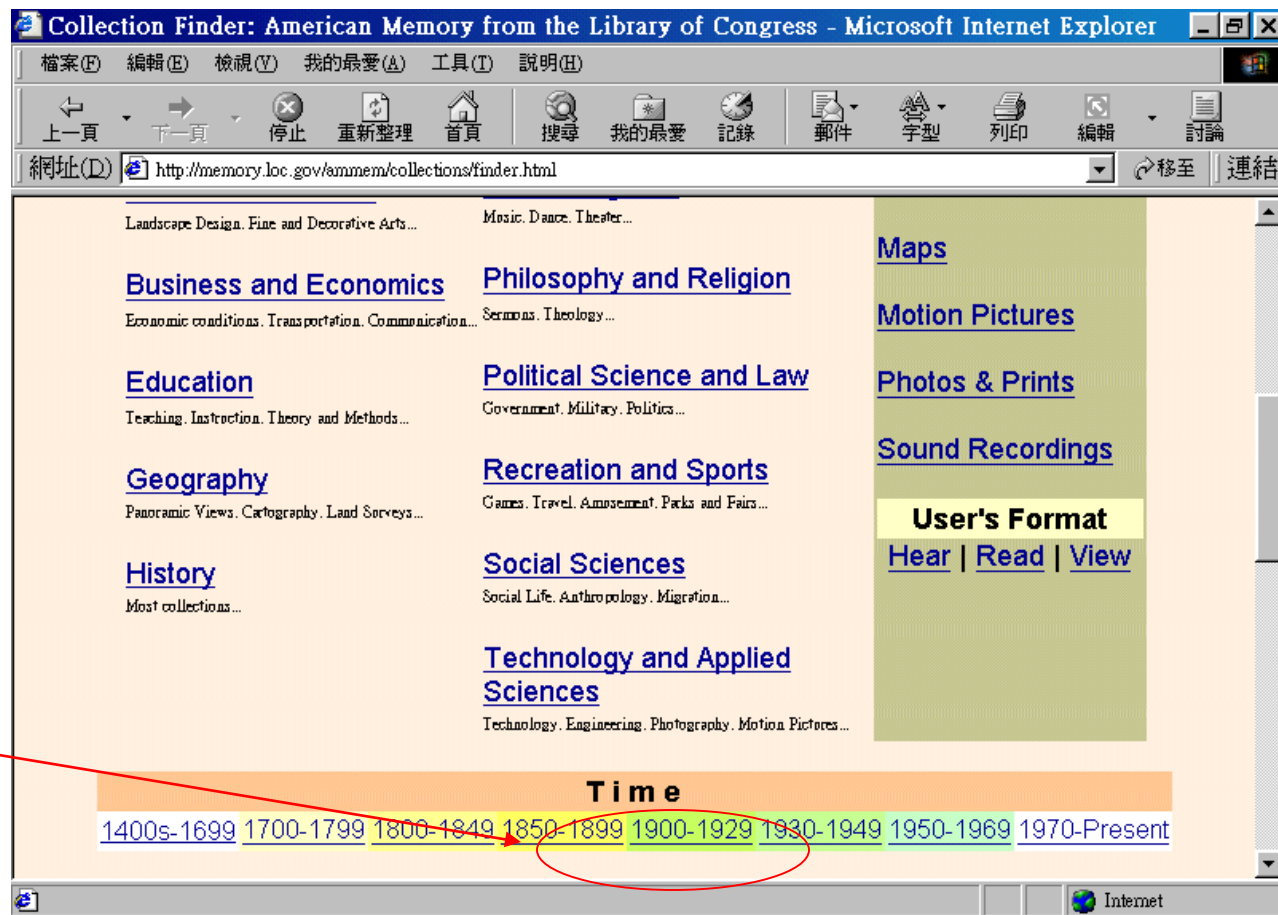 Collection Finder: American Memory from the Library of Congress - Microsoft Internet Explorer
檔案(F) 編輯(E) 檢視(V) 我的最愛(A) 工具(T) 說明(H)
上一頁 下一頁 停止 重新整理 首頁 搜尋 我的最愛 記錄 郵件 字型 列印 編輯 討論
網址(D) http://memory.loc.gov/ammem/collections/finder.html 移至 連結
Landscape Design. Fine and Decorative Arts...
Business and Economics
Economic conditions. Transportation. Communication...
Education
Teaching. Instruction. Theory and Methods...
Geography
Panoramic Views. Cartography. Land Surveys...
History
Most collections...
Music. Dance. Theater...
Philosophy and Religion
Sermons. Theology...
Political Science and Law
Government. Military. Politics...
Recreation and Sports
Games. Travel. Amusement. Parks and Fairs...
Social Sciences
Social Life. Anthropology. Migration...
Technology and Applied
Sciences
Technology. Engineering. Photography. Motion Pictures...
Maps
Motion Pictures
Photos & Prints
Sound Recordings
User's Format
Hear | Read | View
Time
1400s-1699 1700-1799 1800-1849 1850-1899 1900-1929 1930-1949 1950-1969 1970-Present
Internet